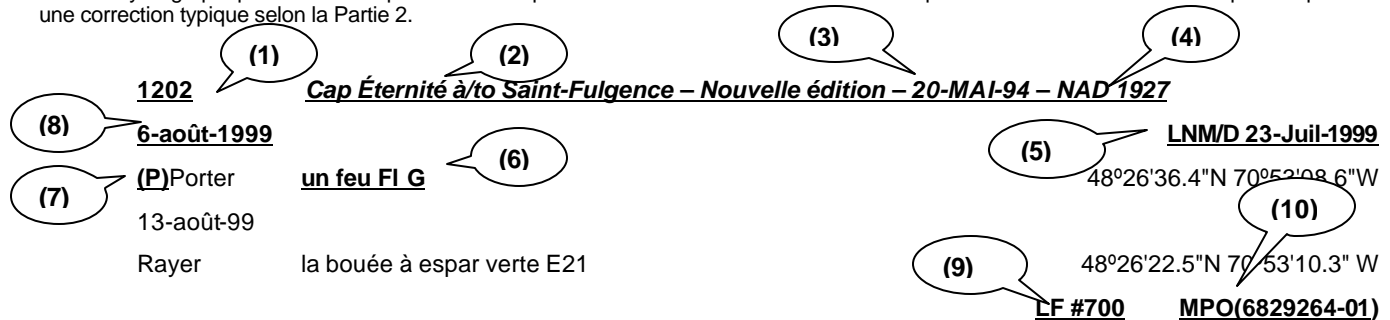 une correction typique selon la Partie 2.
(1) (2) (3) (4)
1202 Cap Éternité à/to Saint-Fulgence – Nouvelle édition – 20-MAI-94 – NAD 1927
(8) 6-août-1999 (5) LNM/D 23-Juil-1999
(7) (P)Porter un feu Fl G (6) 48º26'36.4"N 70º53'08.6"W
13-août-99 (10)
Rayer la bouée à espar verte E21 (9) 48º26'22.5"N 70º53'10.3" W
LF #700 MPO(6829264-01)